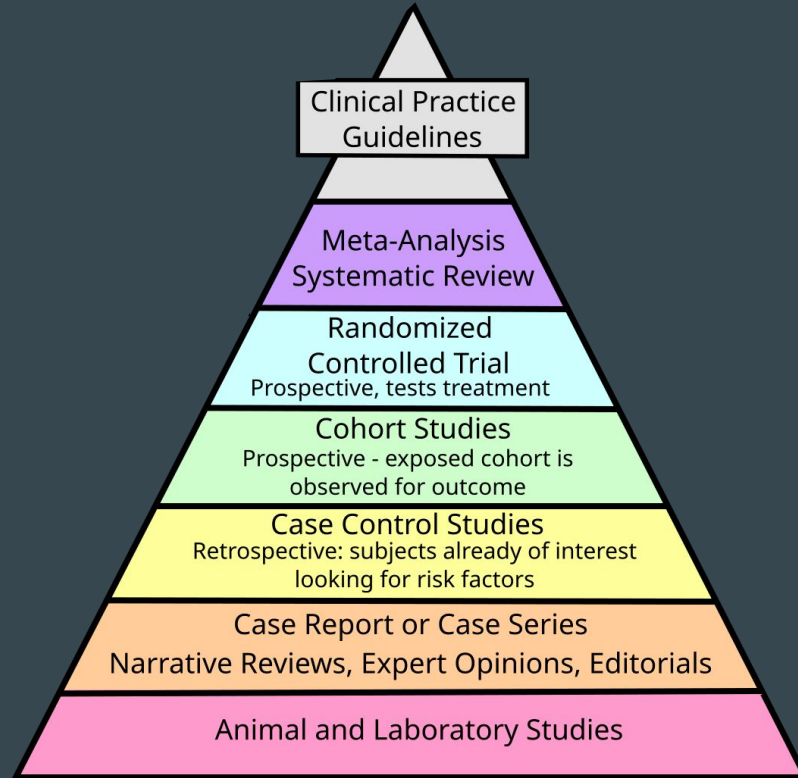 Clinical Practice
Guidelines
Meta-Analysis
Systematic Review
Randomized
Controlled Trial
Prospective, tests treatment
Cohort Studies
Prospective - exposed cohort is
observed for outcome
Case Control Studies
Retrospective: subjects already of interest
looking for risk factors
Case Report or Case Series
Narrative Reviews, Expert Opinions, Editorials
Animal and Laboratory Studies